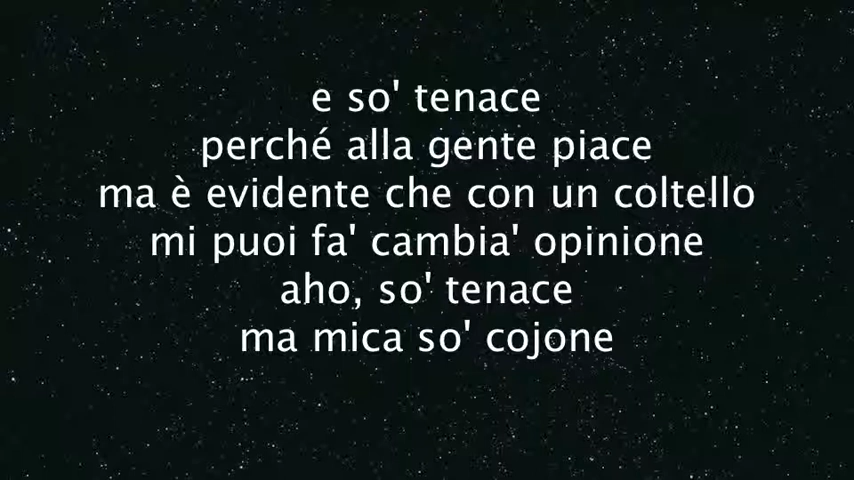 e so' tenace
perché alla gente piace
ma è evidente che con un coltello
mi puoi fa' cambia' opinione
aho, so' tenace
ma mica so' cojone